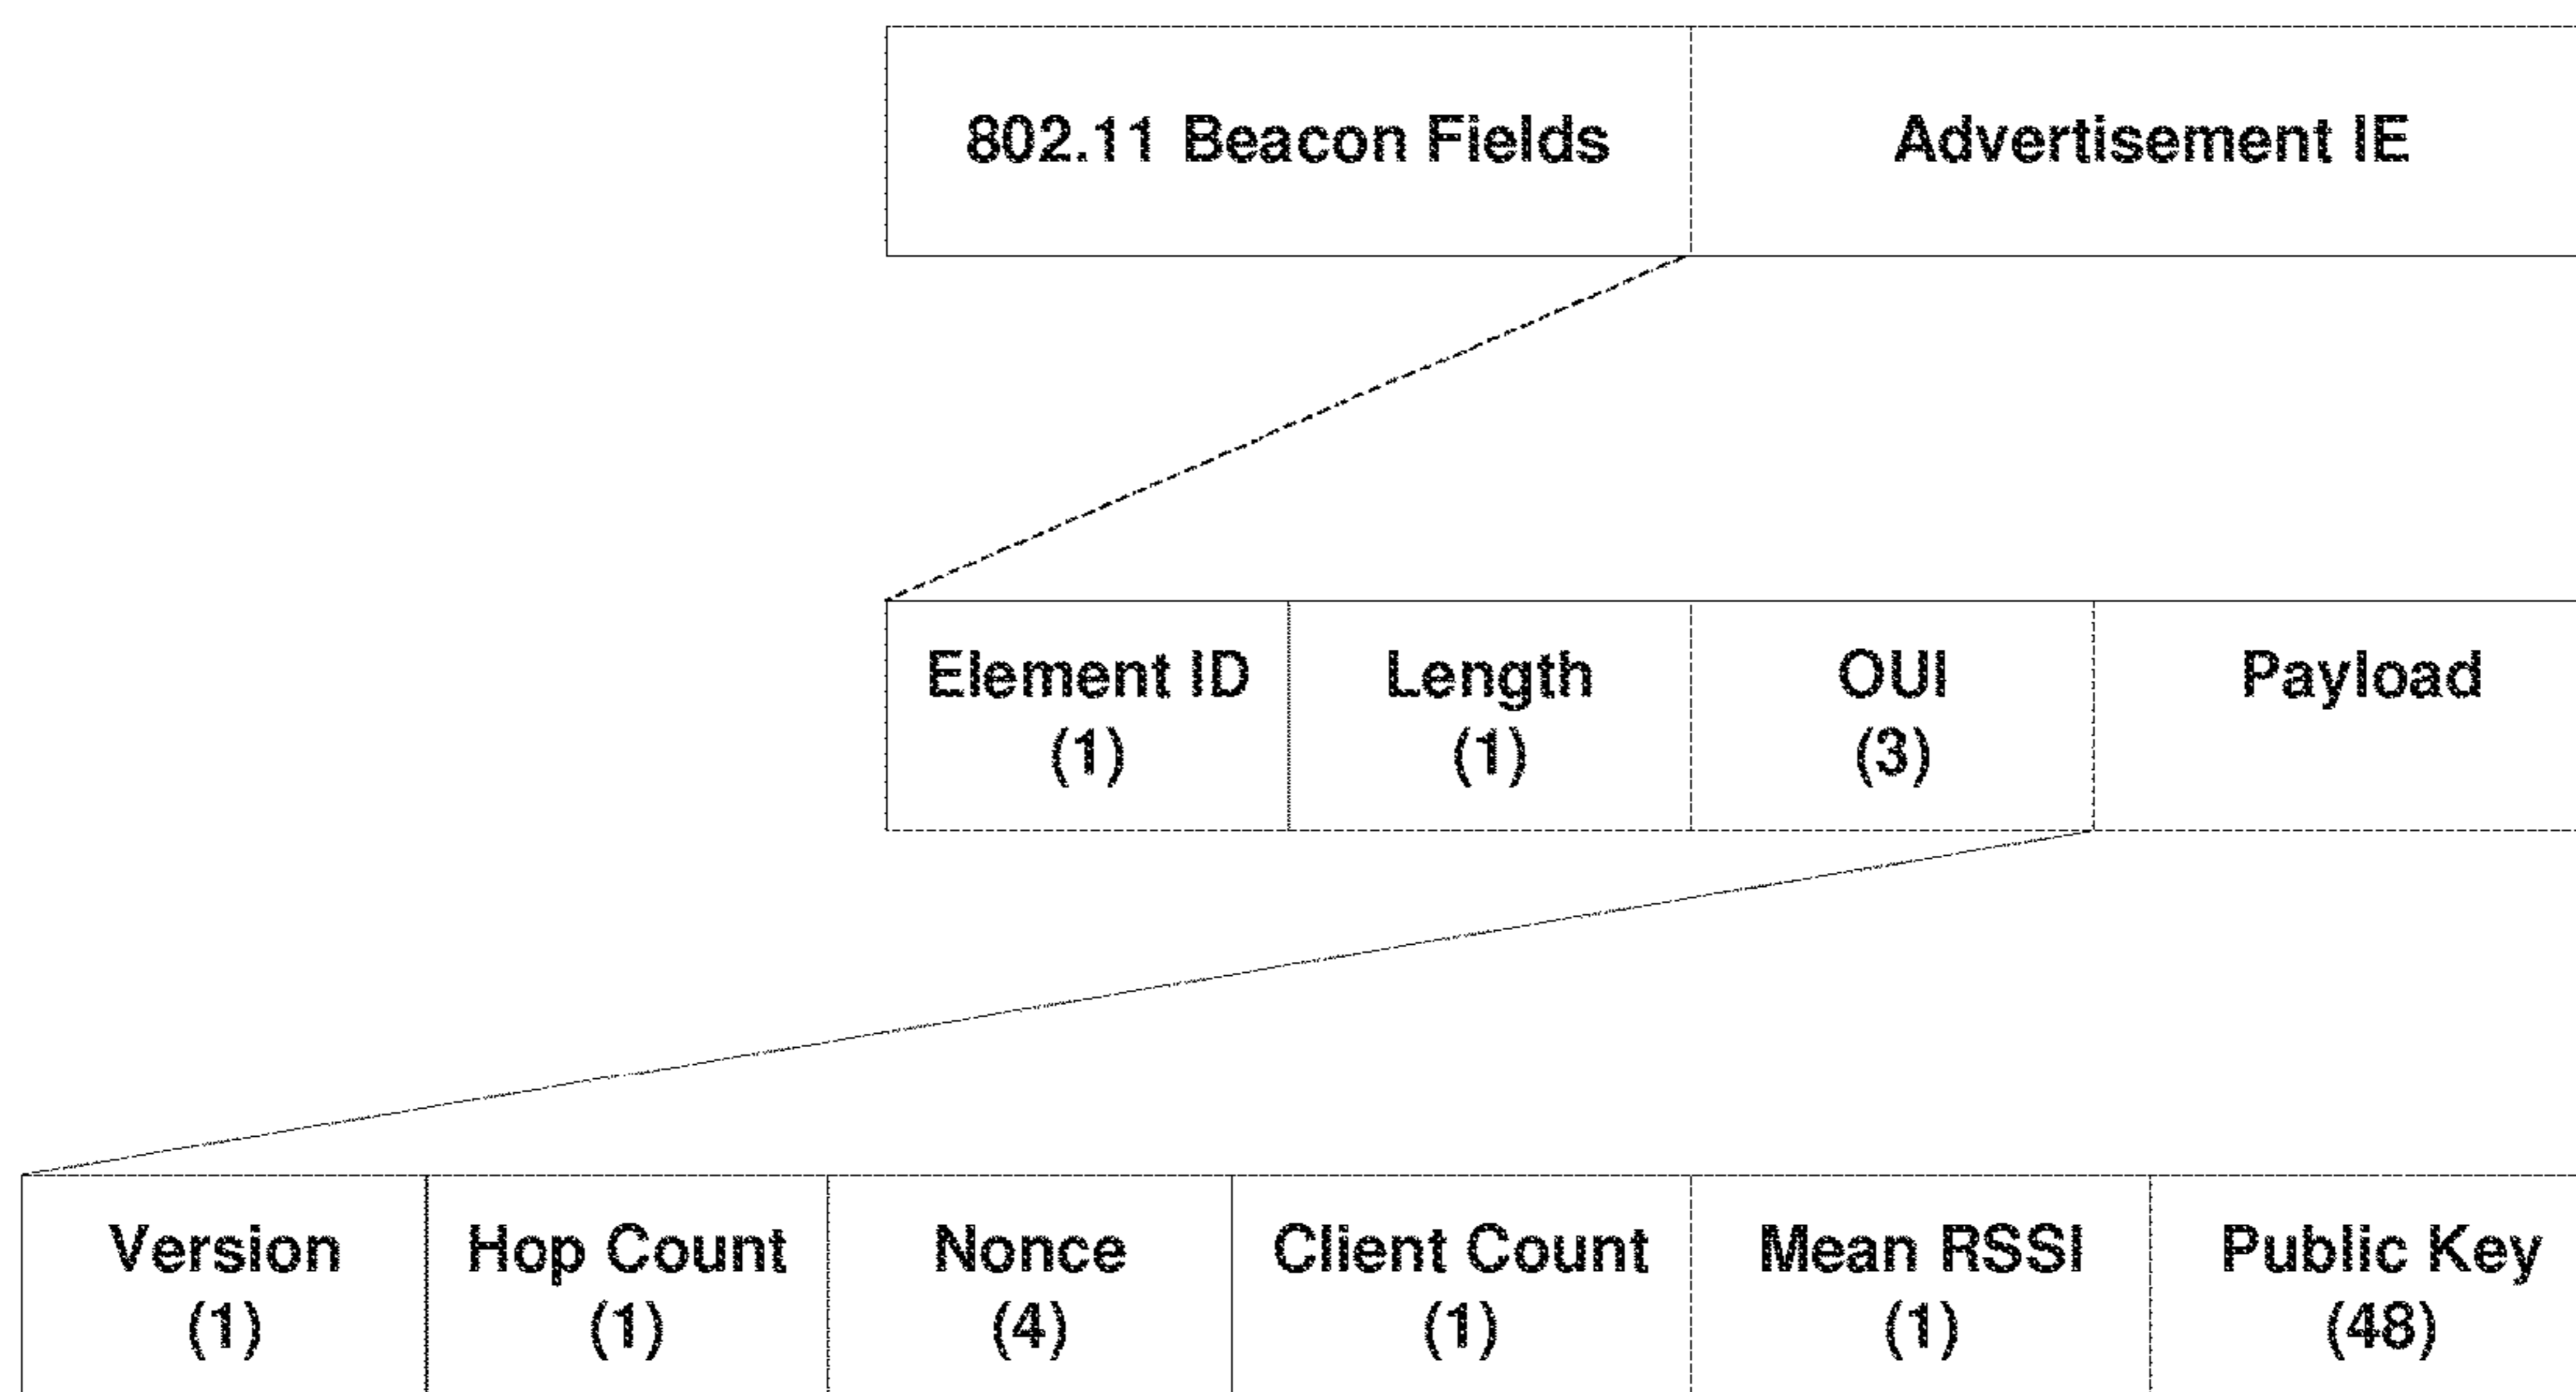 802.11 Beacon Fields Advertisement IE
Element ID Length OUI Payload
(1) (1) (3)
Version Hop Count Nonce Client Count Mean RSSI Public Key
(1) (1) (4) (1) (1) (48)